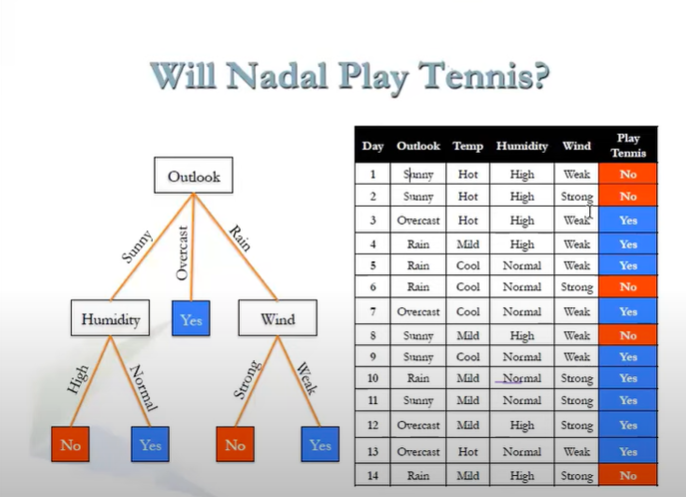 Will Nadal Play Tennis?
Outlook
Sunny
Overcast
Rain
Humidity
Yes
Wind
High
Normal
Strong
Weak
No
Yes
No
Yes
Day Outlook Temp Humidity Wind Play Tennis
1 Sunny Hot High Weak No
2 Sunny Hot High Strong No
3 Overcast Hot High Weak Yes
4 Rain Mild High Weak Yes
5 Rain Cool Normal Weak Yes
6 Rain Cool Normal Strong No
7 Overcast Cool Normal Weak Yes
8 Sunny Mild High Weak No
9 Sunny Cool Normal Weak Yes
10 Rain Mild Normal Strong Yes
11 Sunny Mild Normal Strong Yes
12 Overcast Mild High Strong Yes
13 Overcast Hot Normal Weak Yes
14 Rain Mild High Strong No